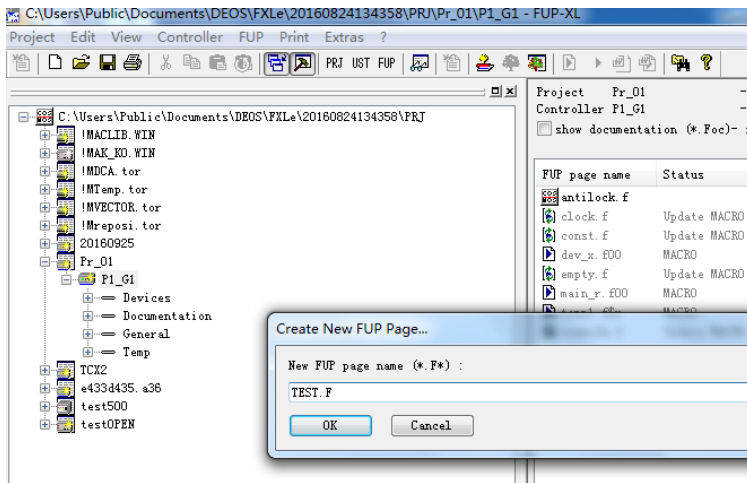 C:\Users\Public\Documents\DEOS\FXLe\20160824134358\PRJ\Pr_01\P1_G1 - FUP-XL
Project Edit View Controller FUP Print Extras ?
PRJ UST FUP
C:\Users\Public\Documents\DEOS\FXLe\20160824134358\PRJ
!MACLIB.WIN
!MAK_KO.WIN
!MDCA.tor
!MTemp.tor
!MVECTOR.tor
!Mreposi.tor
20160925
Pr_01
P1_G1
Devices
Documentation
General
Temp
TCX2
e433d435.a36
test500
testOPEN
Project Pr_01 -
Controller P1_G1 -
show documentation (*.Foc)-
FUP page name Status
antilock.f
clock.f Update MACRO
const.f Update MACRO
dev_x.f00 MACRO
empty.f Update MACRO
main_r.f00 MACRO
Create New FUP Page...
New FUP page name (*.F*) :
TEST.F
OK Cancel